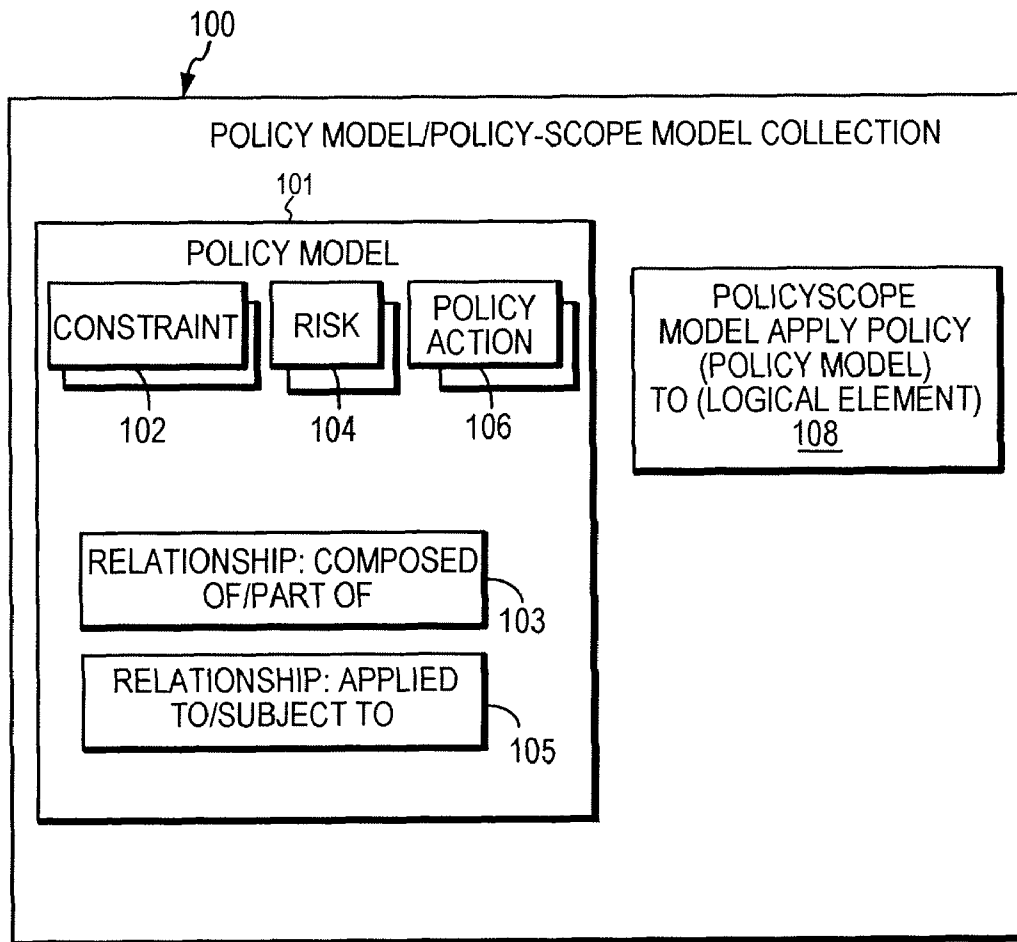 100
POLICY MODEL/POLICY-SCOPE MODEL COLLECTION
101
POLICY MODEL
CONSTRAINT
RISK
POLICY
ACTION
102
104
106
RELATIONSHIP: COMPOSED
OF/PART OF
103
RELATIONSHIP: APPLIED
TO/SUBJECT TO
105
POLICYSCOPE
MODEL APPLY POLICY
(POLICY MODEL)
TO (LOGICAL ELEMENT)
108